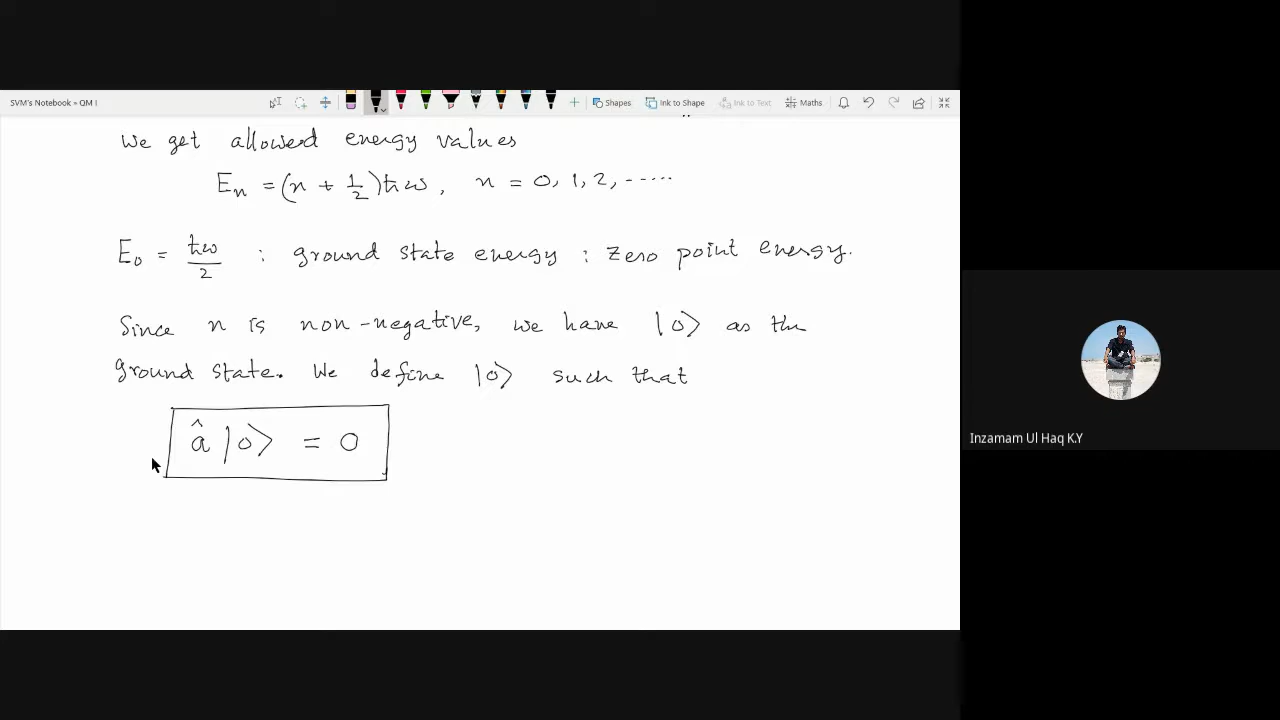 SVM's Notebook » QM I
Shapes
Ink to Shape
Ink to Text
Maths
We get allowed energy values
Eₙ = (n + 1/2)ħω, n = 0, 1, 2, ......
E₀ = ħω/2 : ground state energy : zero point energy.
Since n is non-negative, we have |0⟩ as the
ground state. We define |0⟩ such that
â |0⟩ = 0
Inzamam Ul Haq K.Y